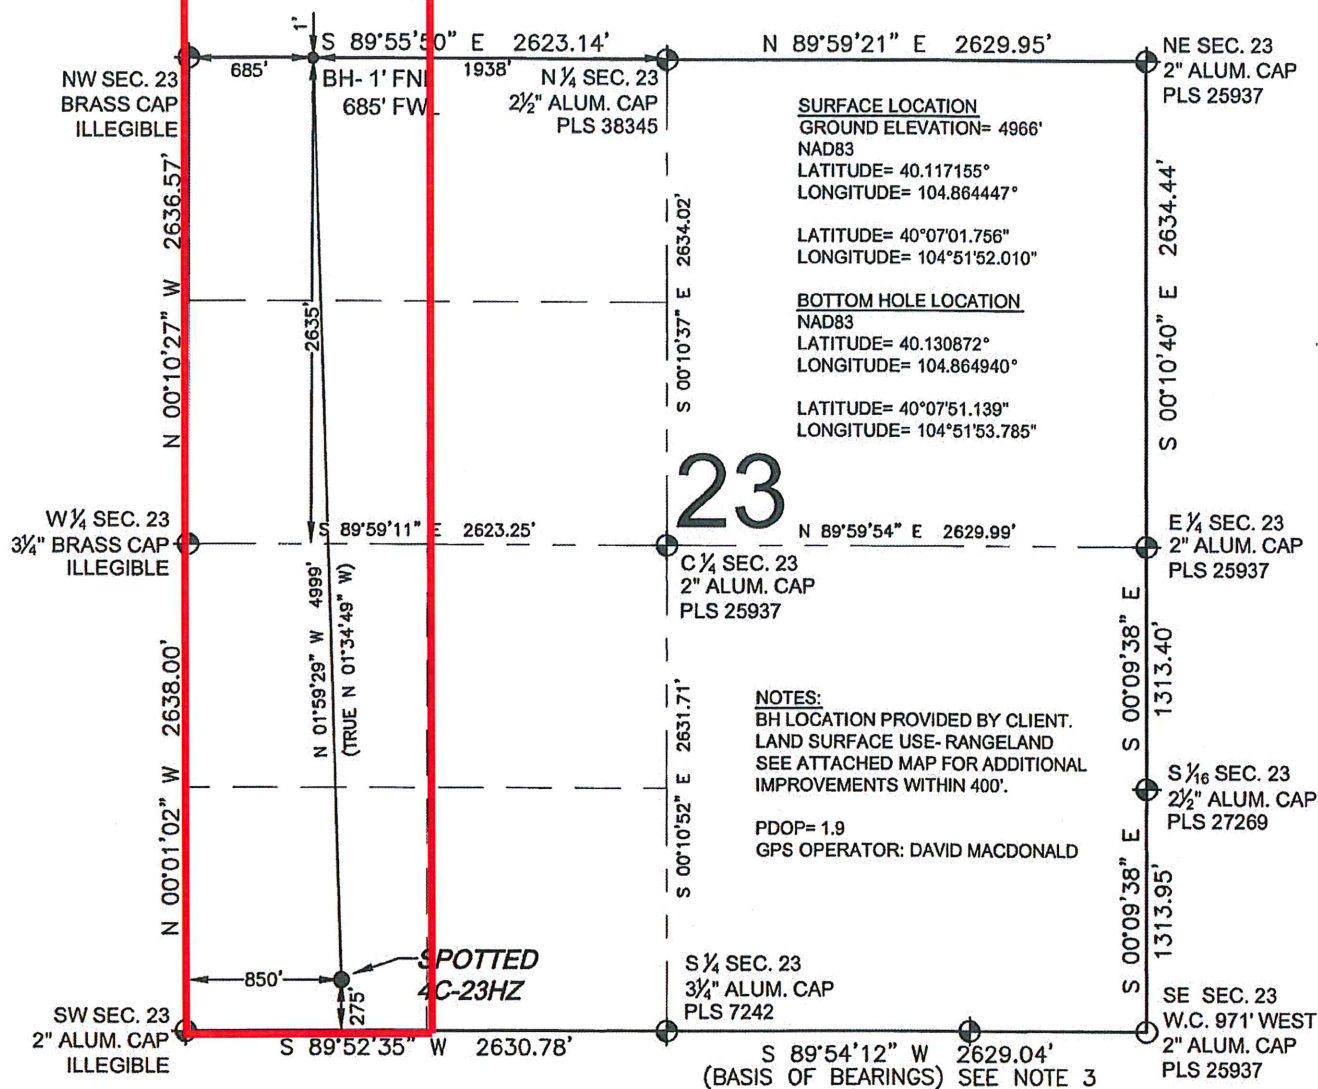 1'
S 89°55'50" E 2623.14'
N 89°59'21" E 2629.95'
685'
1938'
NW SEC. 23
BRASS CAP
ILLEGIBLE
BH- 1' FNL
685' FWL
N ¼ SEC. 23
2½" ALUM. CAP
PLS 38345
NE SEC. 23
2" ALUM. CAP
PLS 25937
SURFACE LOCATION
GROUND ELEVATION= 4966'
NAD83
LATITUDE= 40.117155°
LONGITUDE= 104.864447°
LATITUDE= 40°07'01.756"
LONGITUDE= 104°51'52.010"
BOTTOM HOLE LOCATION
NAD83
LATITUDE= 40.130872°
LONGITUDE= 104.864940°
LATITUDE= 40°07'51.139"
LONGITUDE= 104°51'53.785"
N 00°10'27" W 2636.57'
2635'
S 00°10'37" E 2634.02'
S 00°10'40" E 2634.44'
23
W ¼ SEC. 23
3¼" BRASS CAP
ILLEGIBLE
S 89°59'11" E 2623.25'
N 89°59'54" E 2629.99'
C ¼ SEC. 23
2" ALUM. CAP
PLS 25937
E ¼ SEC. 23
2" ALUM. CAP
PLS 25937
N 00°01'02" W 2638.00'
N 01°59'29" W 4999'
(TRUE N 01°34'49" W)
S 00°10'52" E 2631.71'
S 00°09'38" E
1313.40'
NOTES:
BH LOCATION PROVIDED BY CLIENT.
LAND SURFACE USE- RANGELAND
SEE ATTACHED MAP FOR ADDITIONAL
IMPROVEMENTS WITHIN 400'.
PDOP= 1.9
GPS OPERATOR: DAVID MACDONALD
S 1/16 SEC. 23
2½" ALUM. CAP
PLS 27269
S 00°09'38" E
1313.95'
850'
275'
SPOTTED
4C-23HZ
SW SEC. 23
2" ALUM. CAP
ILLEGIBLE
S ¼ SEC. 23
3¼" ALUM. CAP
PLS 7242
SE SEC. 23
W.C. 971' WEST
2" ALUM. CAP
PLS 25937
S 89°52'35" W 2630.78'
S 89°54'12" W 2629.04'
(BASIS OF BEARINGS) SEE NOTE 3